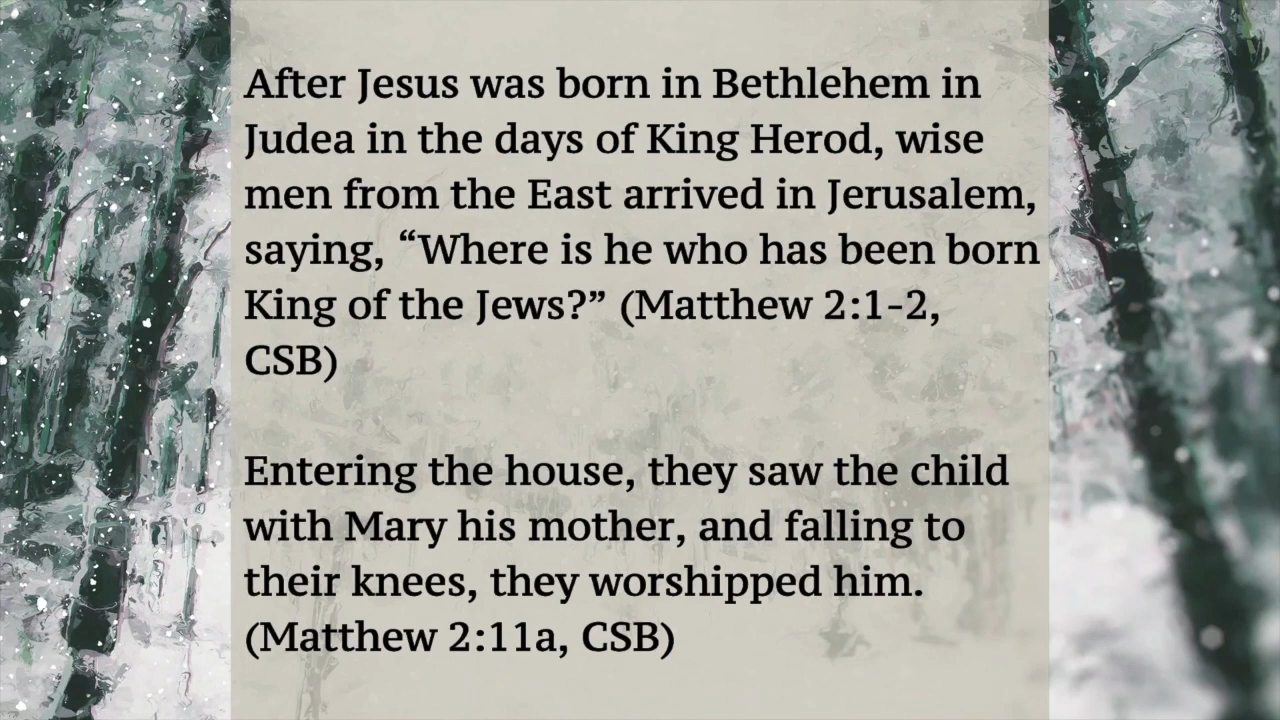 After Jesus was born in Bethlehem in
Judea in the days of King Herod, wise
men from the East arrived in Jerusalem,
saying, “Where is he who has been born
King of the Jews?” (Matthew 2:1-2,
CSB)
Entering the house, they saw the child
with Mary his mother, and falling to
their knees, they worshipped him.
(Matthew 2:11a, CSB)